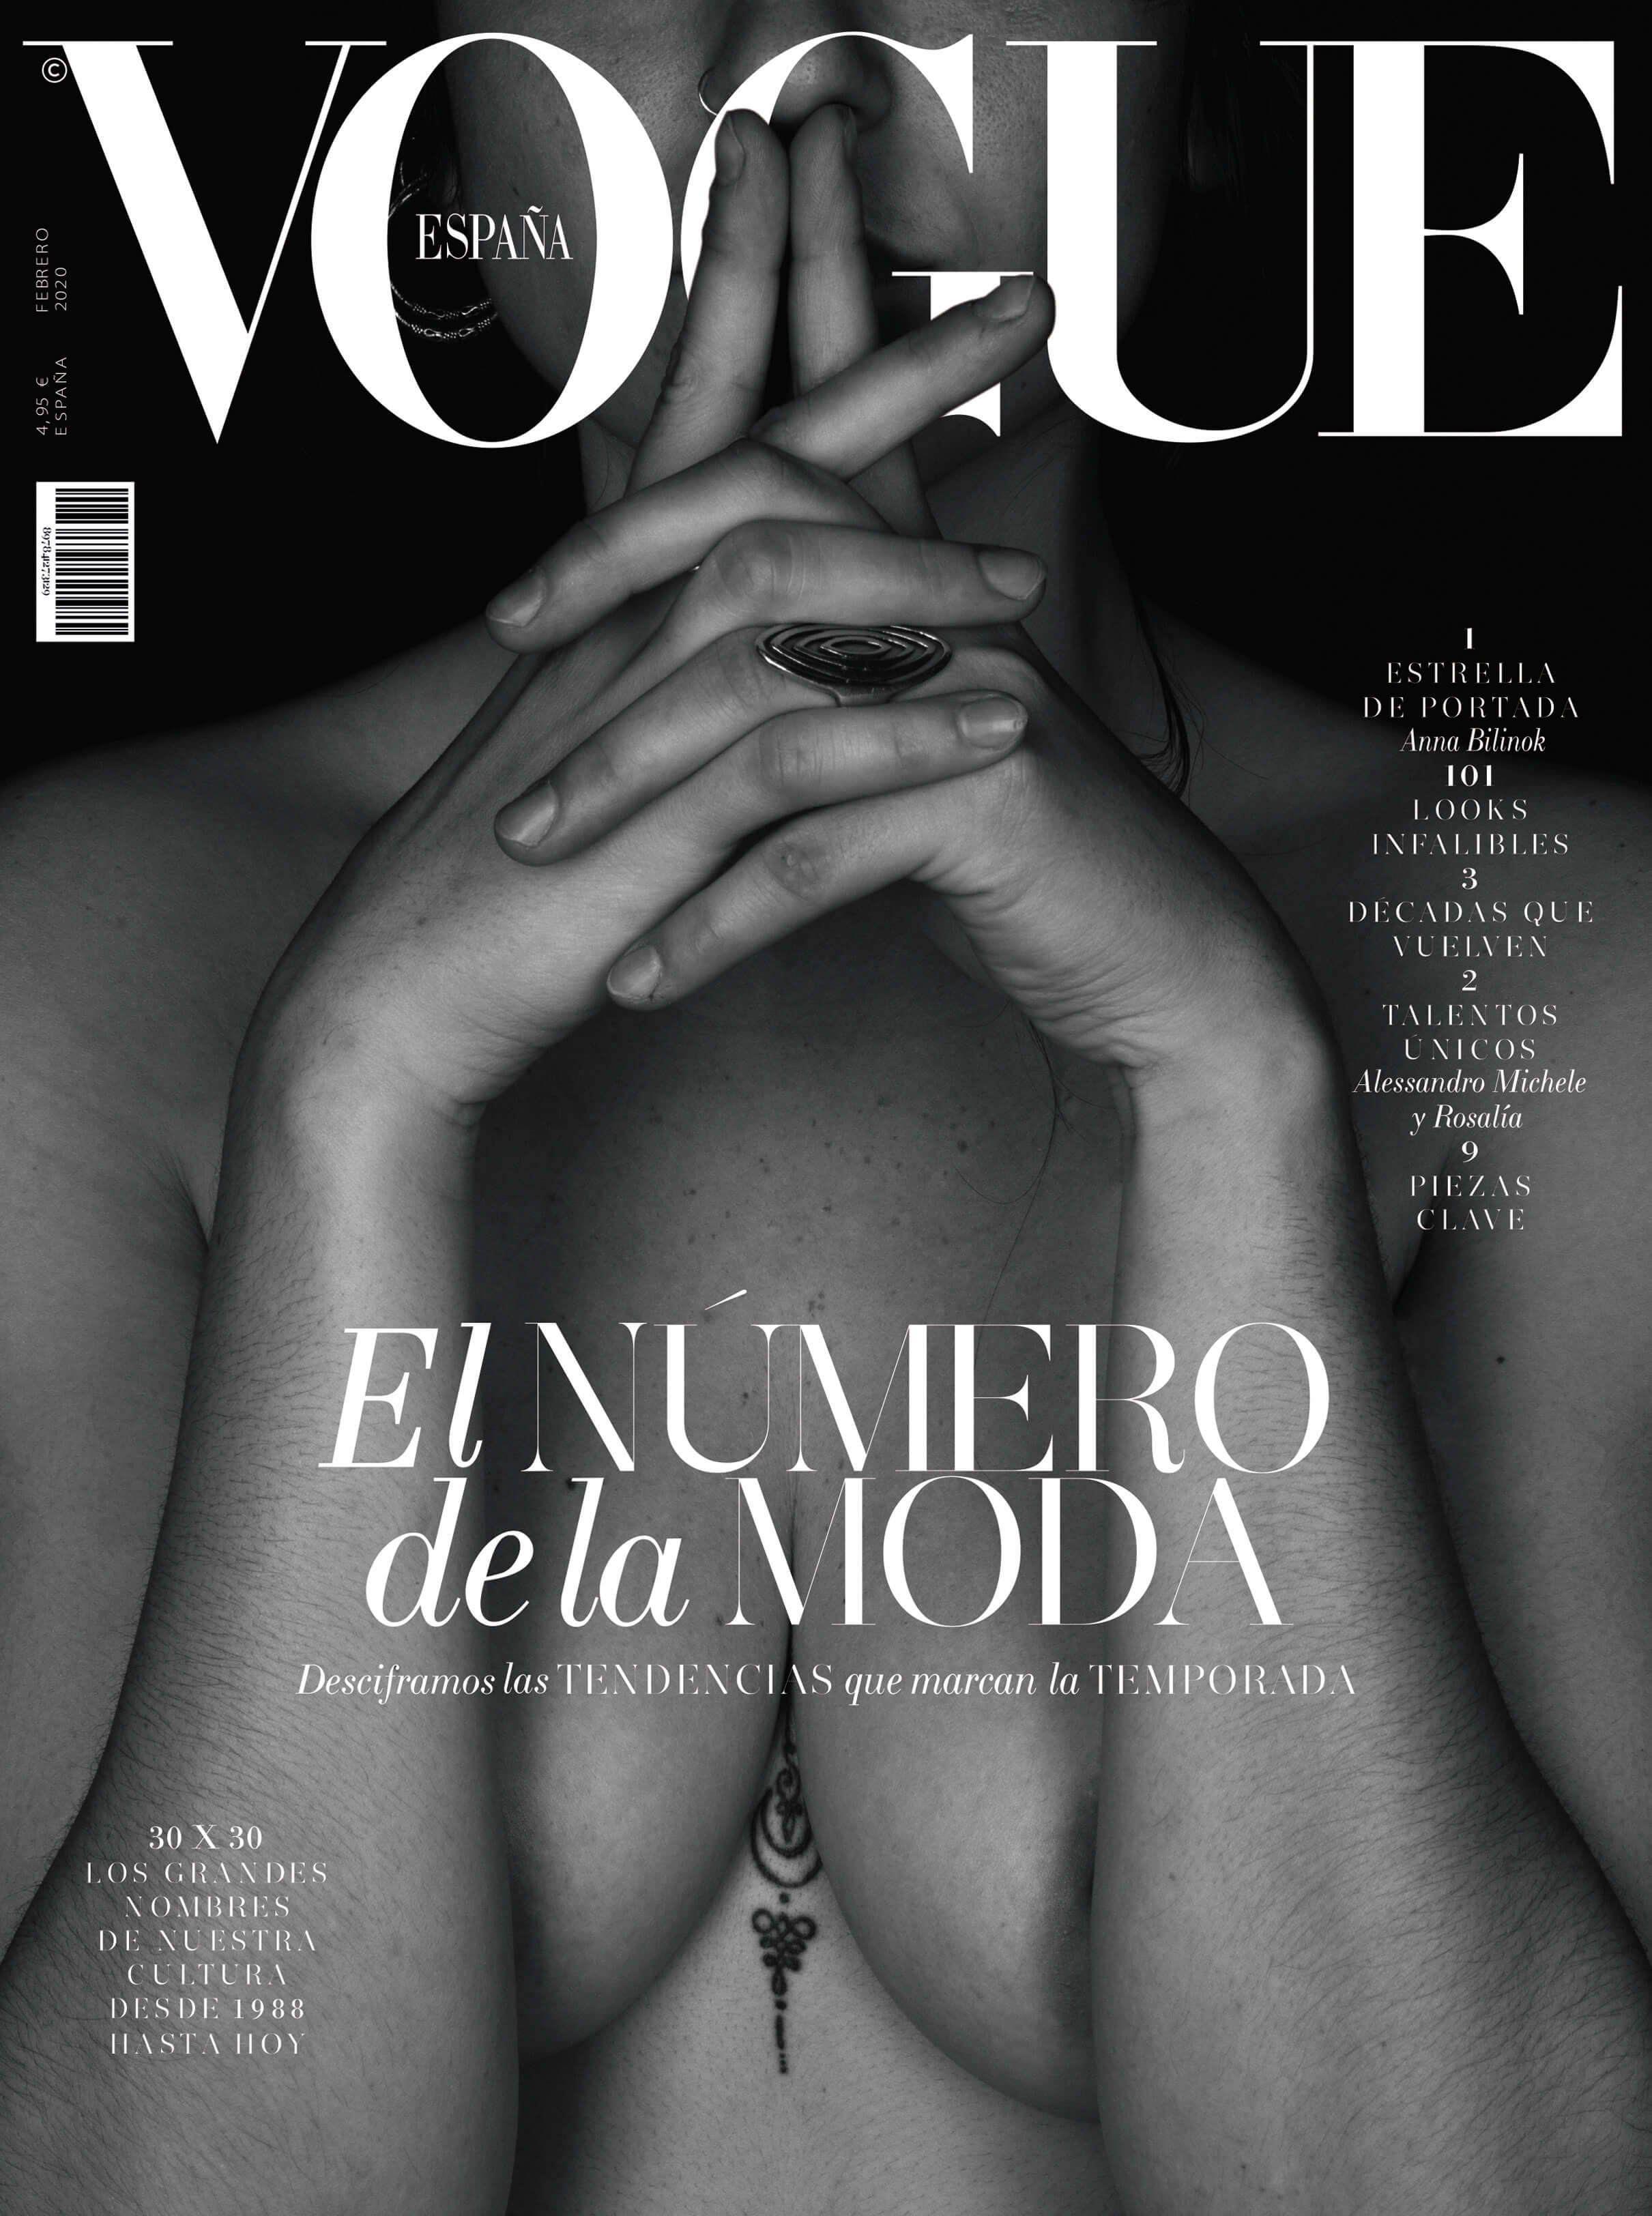 ©
VOGUE
ESPAÑA
FEBRERO
2020
4,95 €
ESPAÑA
1
ESTRELLA
DE PORTADA
Anna Bilinok
101
LOOKS
INFALIBLES
3
DÉCADAS QUE
VUELVEN
2
TALENTOS
ÚNICOS
Alessandro Michele
y Rosalía
9
PIEZAS
CLAVE
El NÚMERO
de la MODA
Desciframos las TENDENCIAS que marcan la TEMPORADA
30 X 30
LOS GRANDES
NOMBRES
DE NUESTRA
CULTURA
DESDE 1988
HASTA HOY